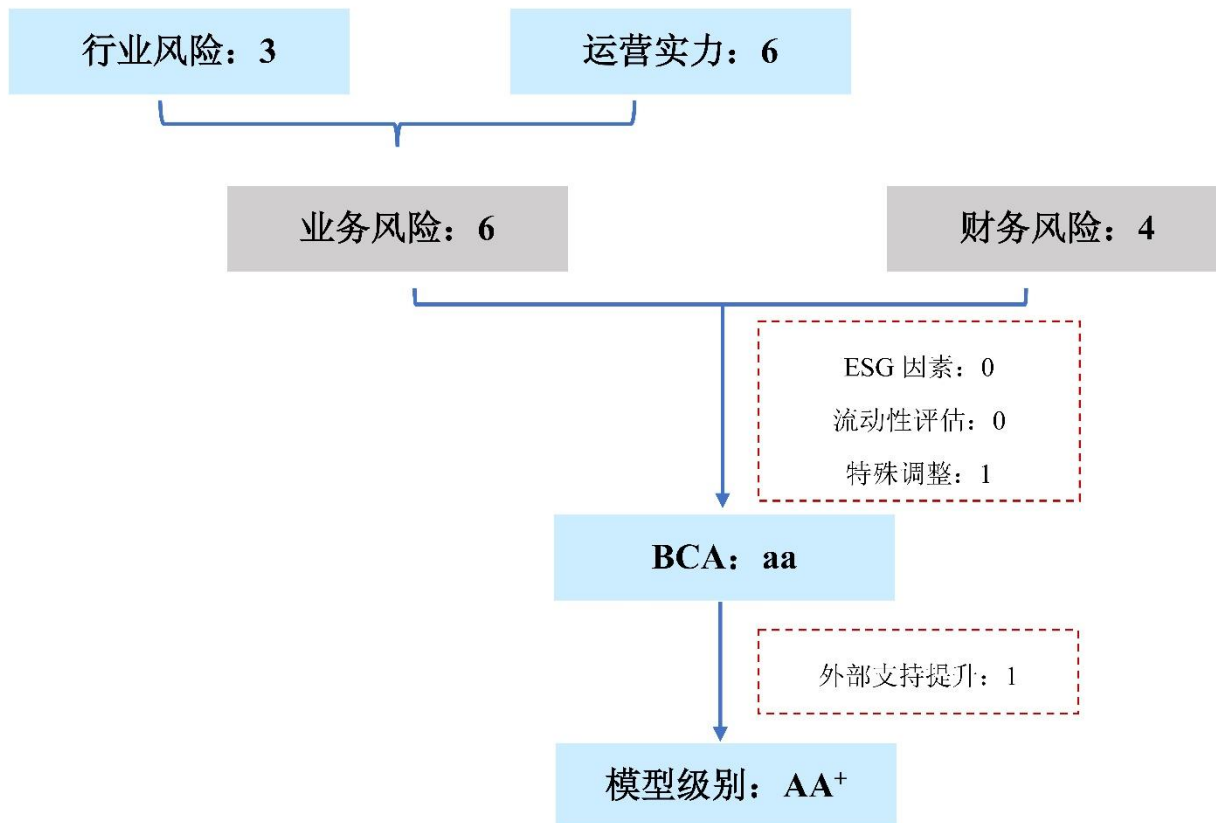 行业风险：3
运营实力：6
业务风险：6
财务风险：4
ESG 因素：0
流动性评估：0
特殊调整：1
BCA：aa
外部支持提升：1
模型级别：AA⁺